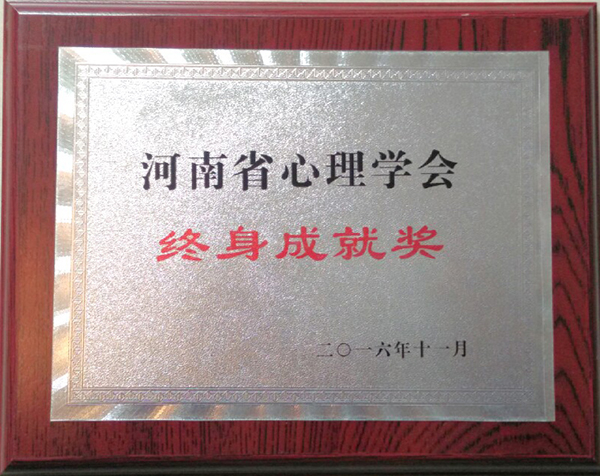 河南省心理学会
终身成就奖
二〇一六年十一月